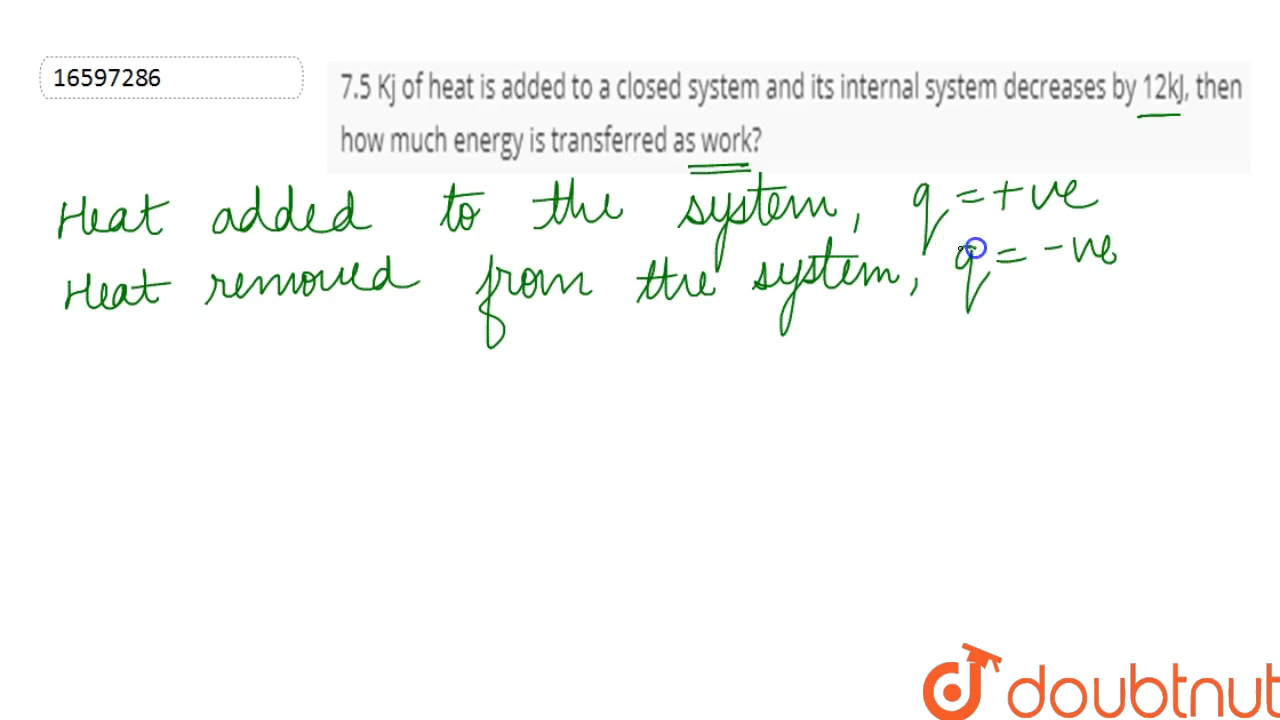 16597286
7.5 Kj of heat is added to a closed system and its internal system decreases by 12kJ, then
how much energy is transferred as work?
Heat added to the system, q = +ve
Heat removed from the system, q = -ve
doubtnut